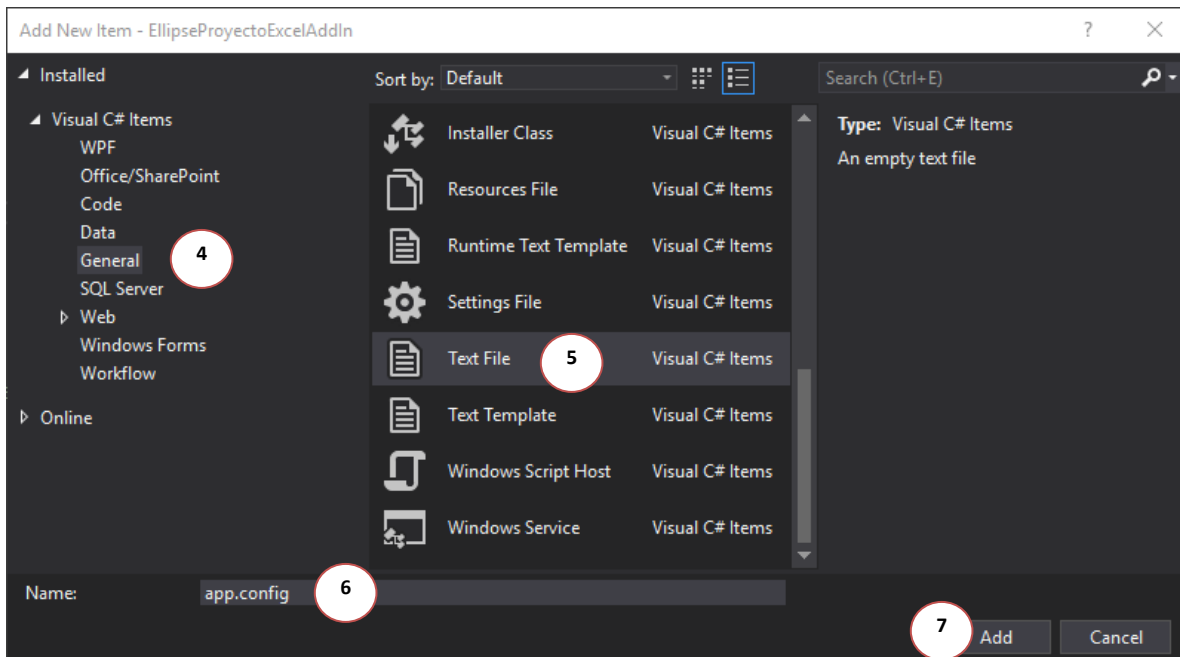 Add New Item - EllipseProyectoExcelAddIn ?
Installed
Visual C# Items
WPF
Office/SharePoint
Code
Data
General 4
SQL Server
Web
Windows Forms
Workflow
Online
Sort by: Default
Installer Class Visual C# Items
Resources File Visual C# Items
Runtime Text Template Visual C# Items
Settings File Visual C# Items
Text File 5 Visual C# Items
Text Template Visual C# Items
Windows Script Host Visual C# Items
Windows Service Visual C# Items
Search (Ctrl+E)
Type: Visual C# Items
An empty text file
Name: app.config 6
7 Add Cancel